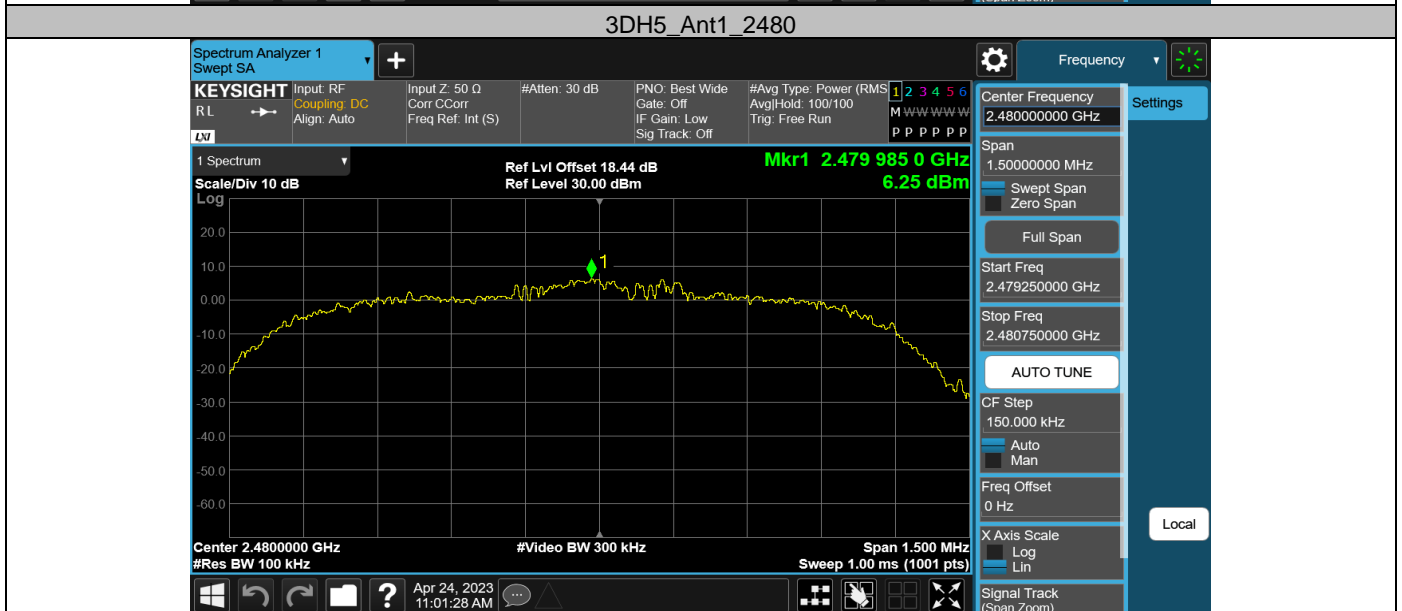 (Span Zoom)
3DH5_Ant1_2480
Spectrum Analyzer 1
Swept SA
+
Frequency
KEYSIGHT
RL
LXI
Input: RF
Coupling: DC
Align: Auto
Input Z: 50 Ω
Corr CCorr
Freq Ref: Int (S)
#Atten: 30 dB
PNO: Best Wide
Gate: Off
IF Gain: Low
Sig Track: Off
#Avg Type: Power (RMS
Avg|Hold: 100/100
Trig: Free Run
1 2 3 4 5 6
M W W W W W
P P P P P P
Center Frequency
2.480000000 GHz
Settings
1 Spectrum
Ref Lvl Offset 18.44 dB
Mkr1 2.479 985 0 GHz
Scale/Div 10 dB
Ref Level 30.00 dBm
6.25 dBm
Log
20.0
10.0
0.00
-10.0
-20.0
-30.0
-40.0
-50.0
-60.0
1
Center 2.4800000 GHz
#Video BW 300 kHz
Span 1.500 MHz
#Res BW 100 kHz
Sweep 1.00 ms (1001 pts)
Span
1.50000000 MHz
Swept Span
Zero Span
Full Span
Start Freq
2.479250000 GHz
Stop Freq
2.480750000 GHz
AUTO TUNE
CF Step
150.000 kHz
Auto
Man
Freq Offset
0 Hz
X Axis Scale
Log
Lin
Local
Signal Track
(Span Zoom)
?
Apr 24, 2023
11:01:28 AM